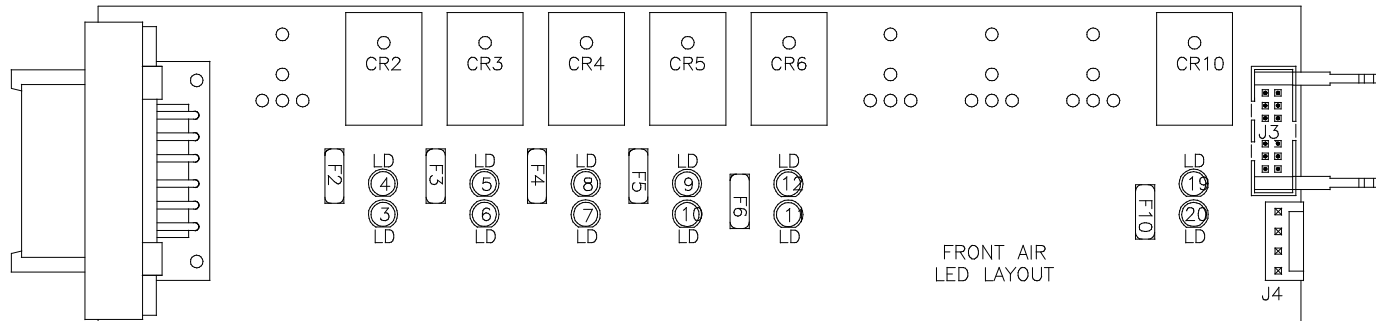 CR2 CR3 CR4 CR5 CR6 CR10
J3
F2 F3 F4 F5 F6 F10
LD LD LD LD LD LD
4 5 8 9 12 19
3 6 7 10 1 20
LD LD LD LD LD LD
FRONT AIR
LED LAYOUT
J4